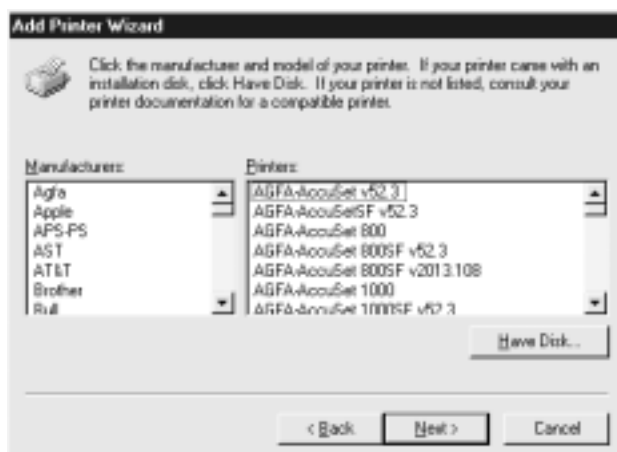 Add Printer Wizard
Click the manufacturer and model of your printer. If your printer came with an
installation disk, click Have Disk. If your printer is not listed, consult your
printer documentation for a compatible printer.
Manufacturers:
Agfa
Apple
APS-PS
AST
AT&T
Brother
Bull
Printers:
AGFA-AccuSet v52.3
AGFA-AccuSetSF v52.3
AGFA-AccuSet 800
AGFA-AccuSet 800SF v52.3
AGFA-AccuSet 800SF v2013.108
AGFA-AccuSet 1000
AGFA-AccuSet 1000SF v52.3
Have Disk...
< Back
Next >
Cancel